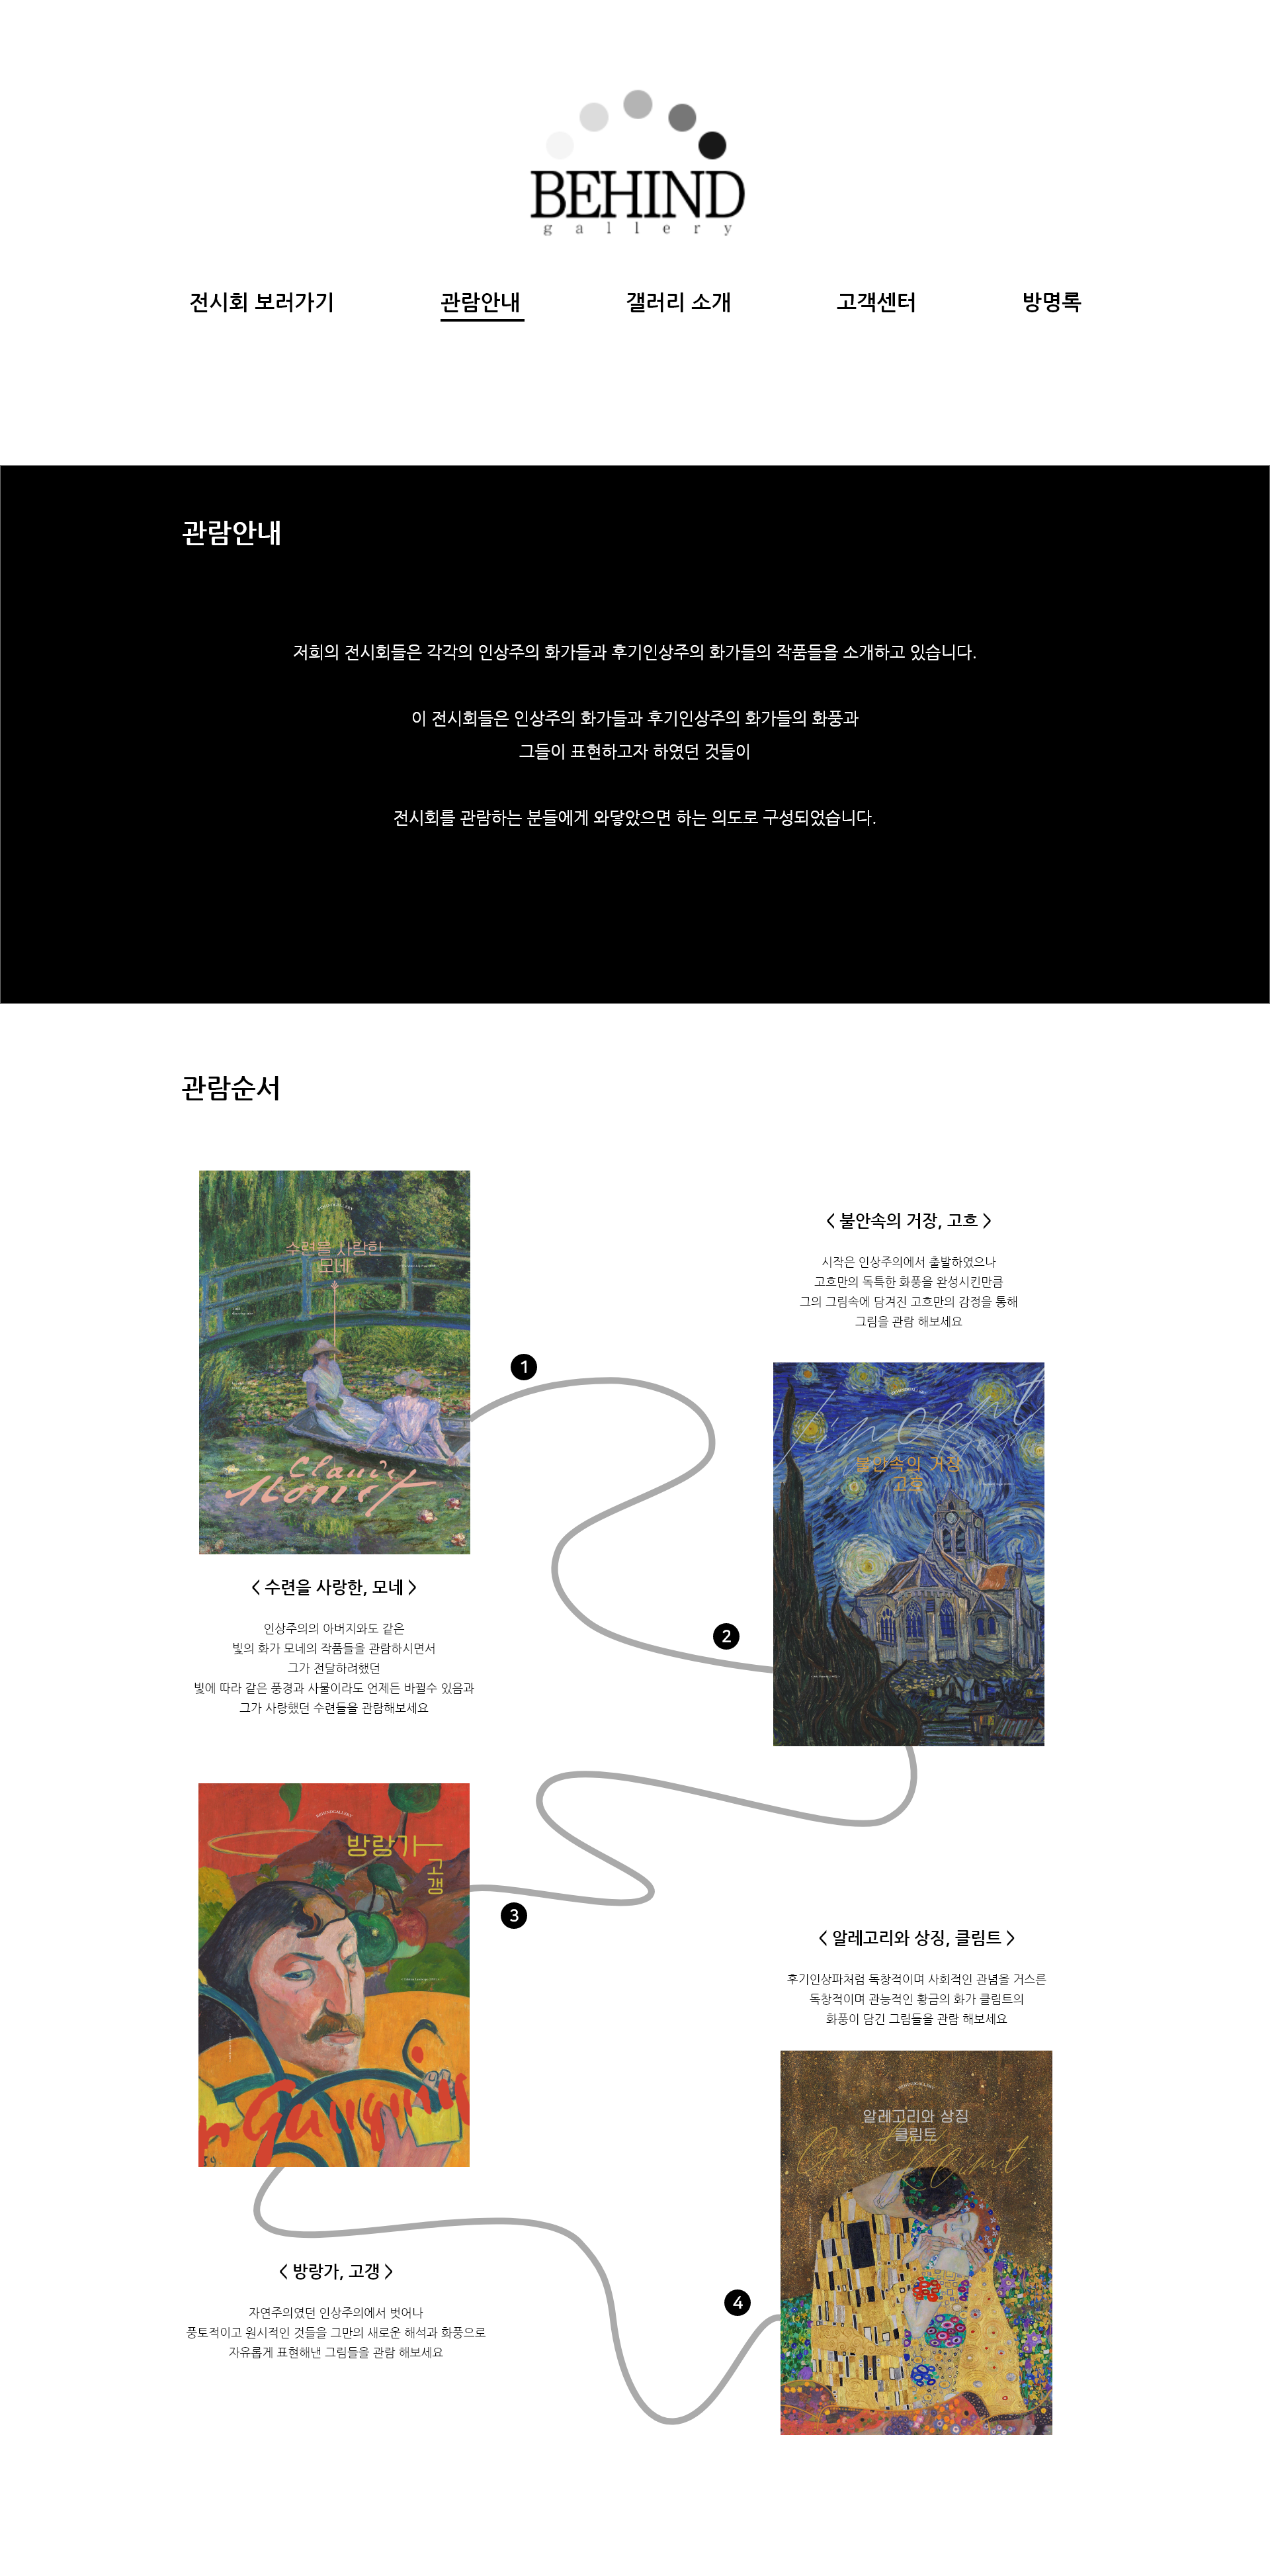 BEHIND
gallery
전시회 보러가기
관람안내
갤러리 소개
고객센터
방명록
관람안내
저희의 전시회들은 각각의 인상주의 화가들과 후기인상주의 화가들의 작품들을 소개하고 있습니다.
이 전시회들은 인상주의 화가들과 후기인상주의 화가들의 화풍과
그들이 표현하고자 하였던 것들이
전시회를 관람하는 분들에게 와닿았으면 하는 의도로 구성되었습니다.
관람순서
수련를 사랑한
모네
Claude
Monet
1
< 수련을 사랑한, 모네 >
인상주의의 아버지와도 같은
빛의 화가 모네의 작품들을 관람하시면서
그가 전달하려했던
빛에 따라 같은 풍경과 사물이라도 언제든 바뀔수 있음과
그가 사랑했던 수련들을 관람해보세요
< 불안속의 거장, 고흐 >
시작은 인상주의에서 출발하였으나
고흐만의 독특한 화풍을 완성시킨만큼
그의 그림속에 담겨진 고흐만의 감정을 통해
그림을 관람 해보세요
Vincent
불안속의 거장
고흐
2
BEHINDGALLERY
방랑가
고갱
3
< 방랑가, 고갱 >
자연주의였던 인상주의에서 벗어나
풍토적이고 원시적인 것들을 그만의 새로운 해석과 화풍으로
자유롭게 표현해낸 그림들을 관람 해보세요
< 알레고리와 상징, 클림트 >
후기인상파처럼 독창적이며 사회적인 관념을 거스른
독창적이며 관능적인 황금의 화가 클림트의
화풍이 담긴 그림들을 관람 해보세요
알레고리와 상징
클림트
4